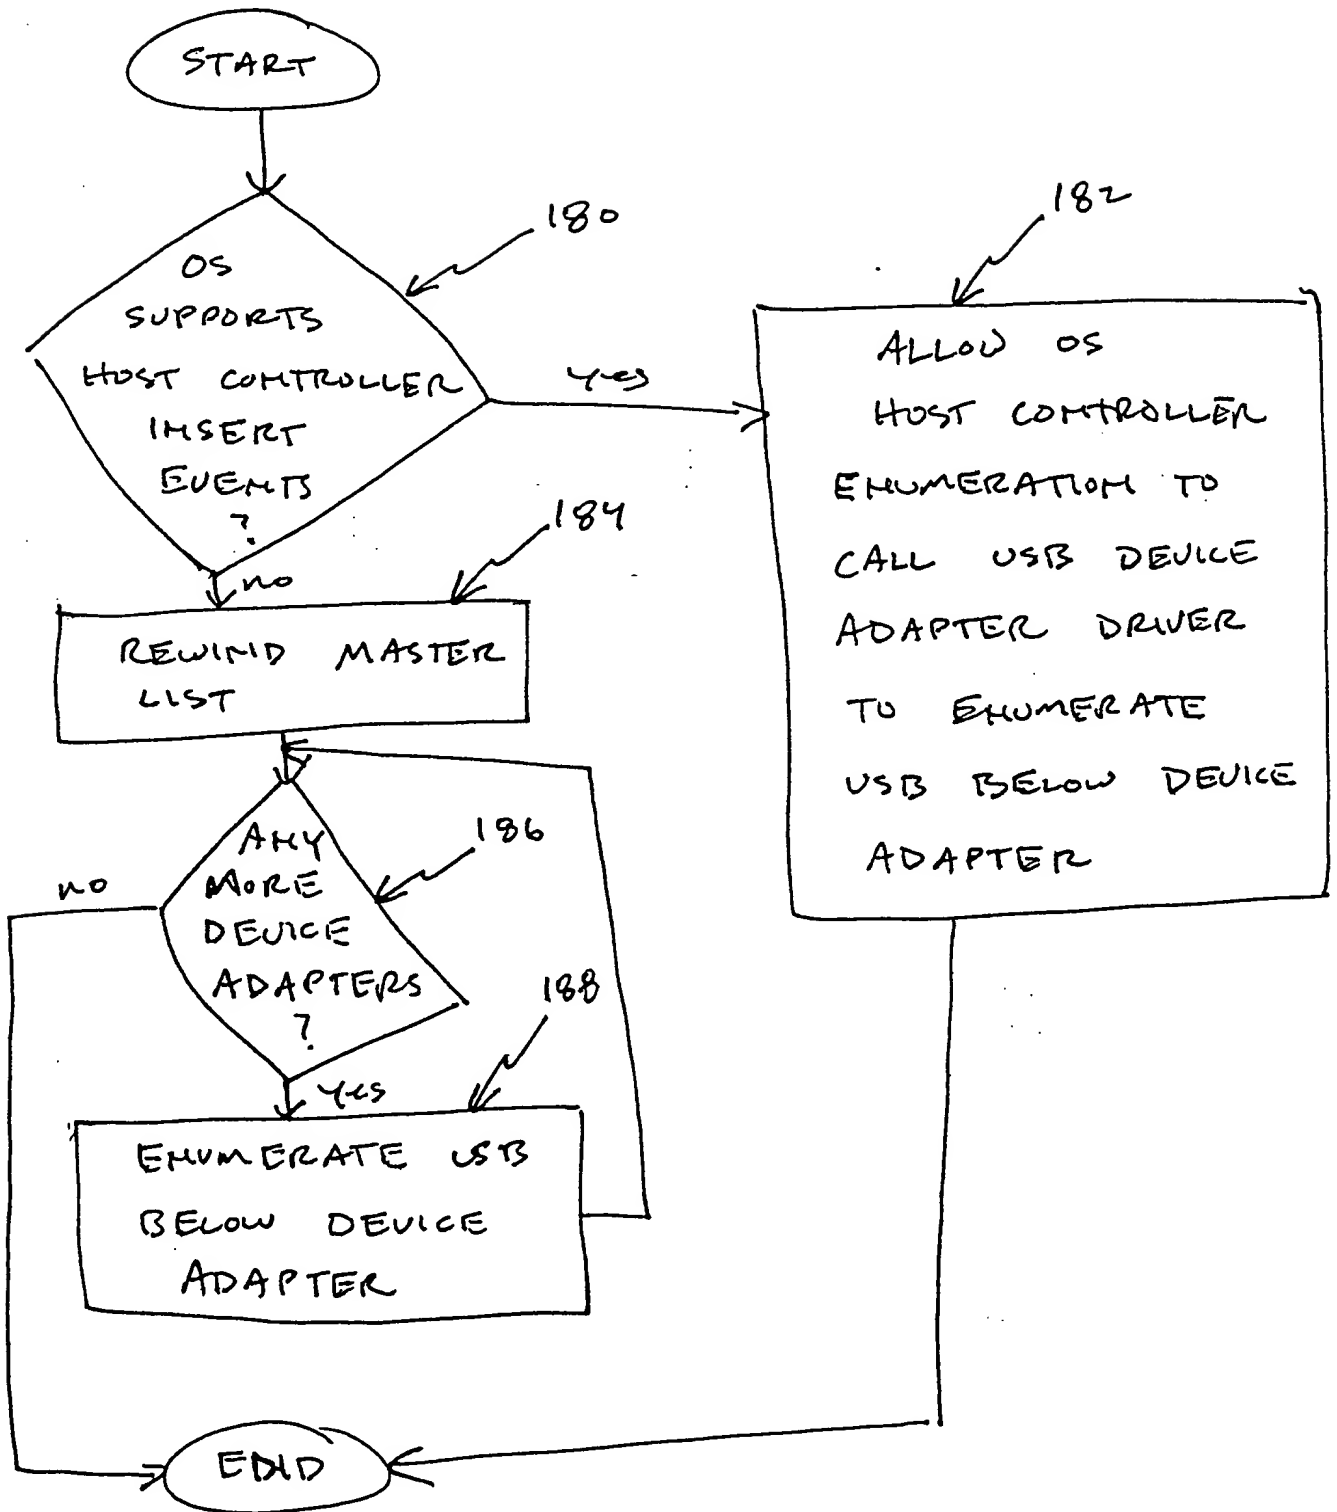 START
180
OS
SUPPORTS
HOST CONTROLLER
INSERT
EVENTS
?
yes
no
182
ALLOW OS
HOST CONTROLLER
ENUMERATION TO
CALL USB DEVICE
ADAPTER DRIVER
TO ENUMERATE
USB BELOW DEVICE
ADAPTER
184
REWIND MASTER
LIST
186
ANY
MORE
DEVICE
ADAPTERS
?
no
yes
188
ENUMERATE USB
BELOW DEVICE
ADAPTER
END